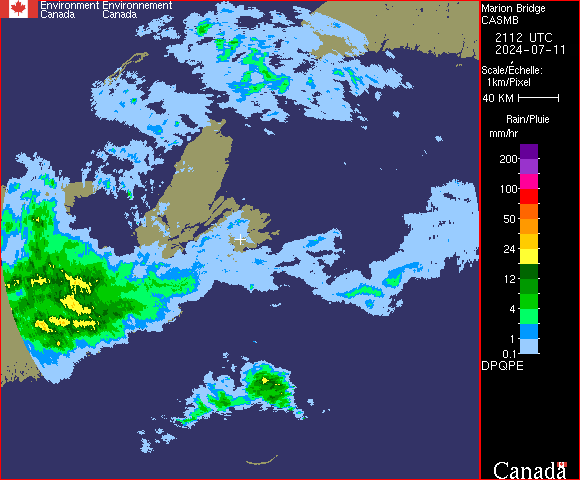 Environment Environnement
Canada Canada
Marion Bridge
CASMB
2112 UTC
2024-07-11
Scale/Échelle:
1km/Pixel
40 KM
Rain/Pluie
mm/hr
200
100
50
24
12
4
1
0.1
DPQPE
Canada